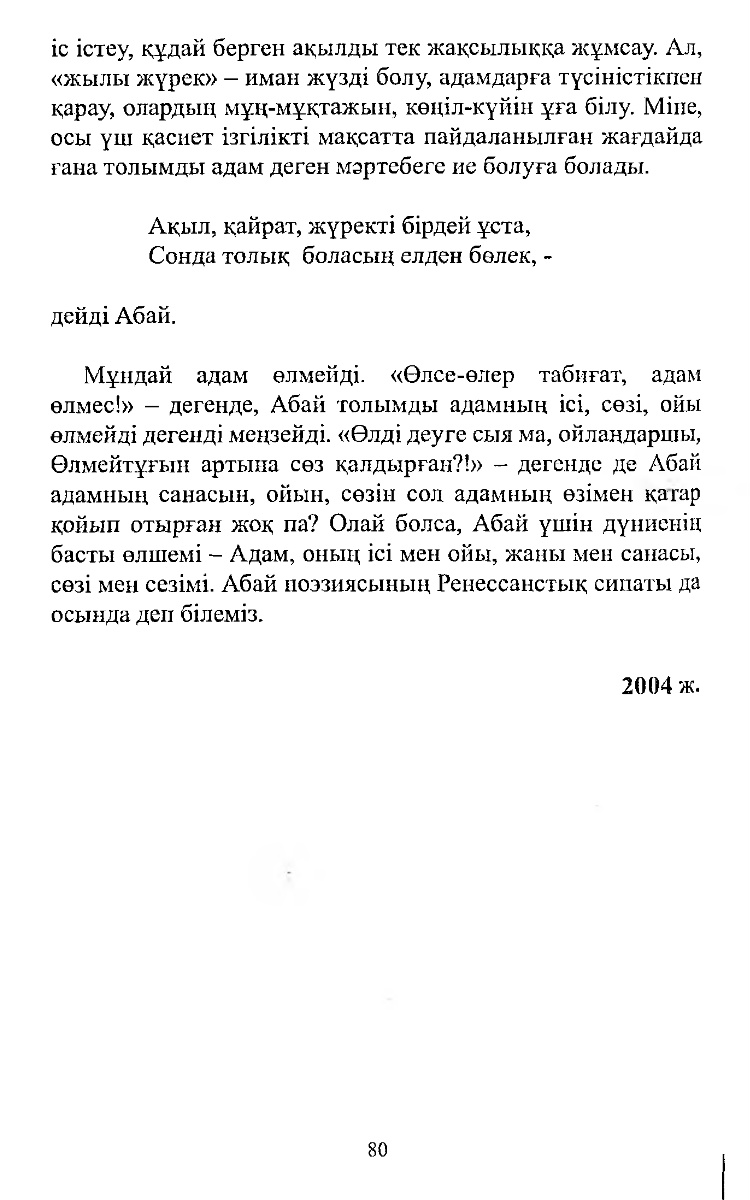 іс істеу, құдай берген ақылды тек жақсылыққа жұмсау. Ал,
«жылы жүрек» – иман жүзді болу, адамдарға түсіністікпен
қарау, олардың мұң-мұқтажын, көңіл-күйін ұға білу. Міне,
осы үш қасиет ізгілікті мақсатта пайдаланылған жағдайда
ғана толымды адам деген мәртебеге ие болуға болады.
Ақыл, қайрат, жүректі бірдей ұста,
Сонда толық боласың елден бөлек, -
дейді Абай.
Мұндай адам өлмейді. «Өлсе-өлер табиғат, адам
өлмес!» – дегенде, Абай толымды адамның ісі, сөзі, ойы
өлмейді дегенді меңзейді. «Өлді деуге сыя ма, ойлаңдаршы,
Өлмейтұғын артына сөз қалдырған?!» – дегенде де Абай
адамның санасын, ойын, сөзін сол адамның өзімен қатар
қойып отырған жоқ па? Олай болса, Абай үшін дүниенің
басты өлшемі – Адам, оның ісі мен ойы, жаны мен санасы,
сөзі мен сезімі. Абай поэзиясының Ренессанстық сипаты да
осында деп білеміз.
2004 ж.
80